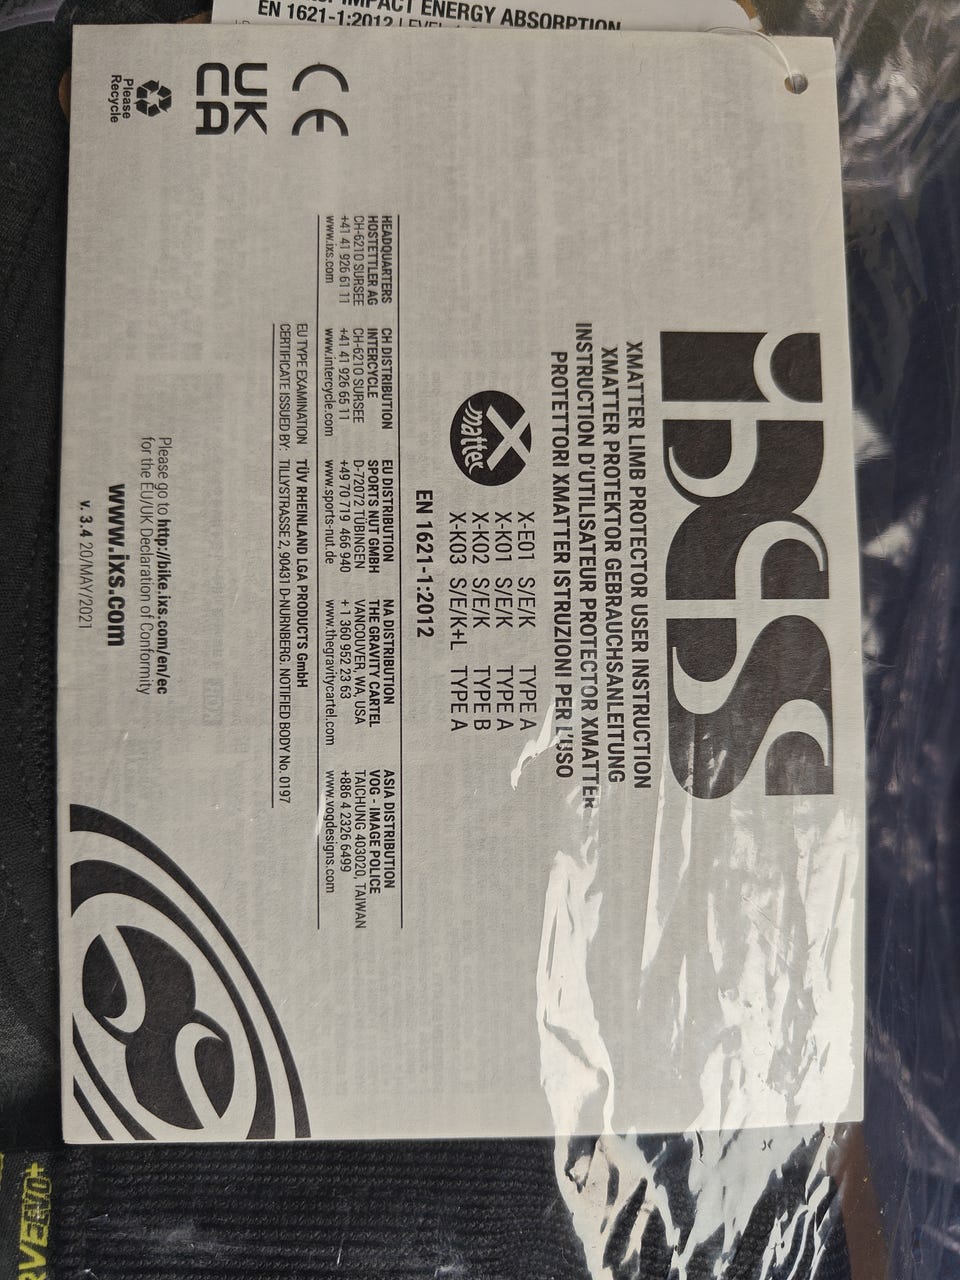 IMPACT ENERGY ABSORPTION
EN 1621-1:2012
iXS
XMATTER LIMB PROTECTOR USER INSTRUCTION
XMATTER PROTEKTOR GEBRAUCHSANLEITUNG
INSTRUCTION D'UTILISATEUR PROTECTOR XMATTER
PROTETTORI XMATTER ISTRUZIONI PER L'USO
X matter
X-E01 S/E/K TYPE A
X-K01 S/E/K TYPE A
X-K02 S/E/K TYPE B
X-K03 S/E/K+L TYPE A
EN 1621-1:2012
HEADQUARTERS
HOSTETTLER AG
CH-6210 SURSEE
+41 41 926 61 11
www.ixs.com
CH DISTRIBUTION
INTERCYCLE
CH-6210 SURSEE
+41 41 926 65 11
www.intercycle.com
EU DISTRIBUTION
SPORTS NUT GMBH
D-72072 TÜBINGEN
+49 70 719 466 940
www.sports-nut.de
NA DISTRIBUTION
THE GRAVITY CARTEL
VANCOUVER, WA, USA
+ 1 360 952 23 63
www.thegravitycartel.com
ASIA DISTRIBUTION
VOG - IMAGE POLICE
TAICHUNG 403020, TAIWAN
+886 4 2326 6499
www.vogdesigns.com
EU TYPE EXAMINATION TÜV RHEINLAND LGA PRODUCTS GmbH
CERTIFICATE ISSUED BY: TILLYSTRASSE 2, 90431 D-NURNBERG. NOTIFIED BODY No. 0197
CE
UK
CA
Please
Recycle
Please go to http://bike.ixs.com/en/ec
for the EU/UK Declaration of Conformity
www.ixs.com
v. 3.4 20/MAY/2021